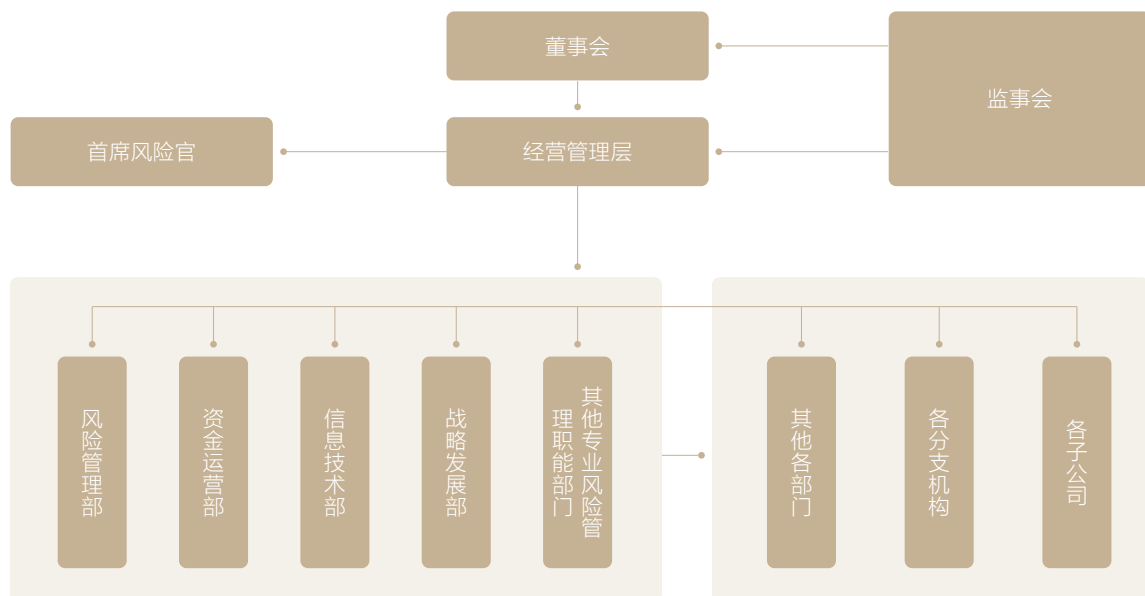 董事会
监事会
首席风险官
经营管理层
风险管理部
资金运营部
信息技术部
战略发展部
其他专业风险管
理职能部门
其他各部门
各分支机构
各子公司